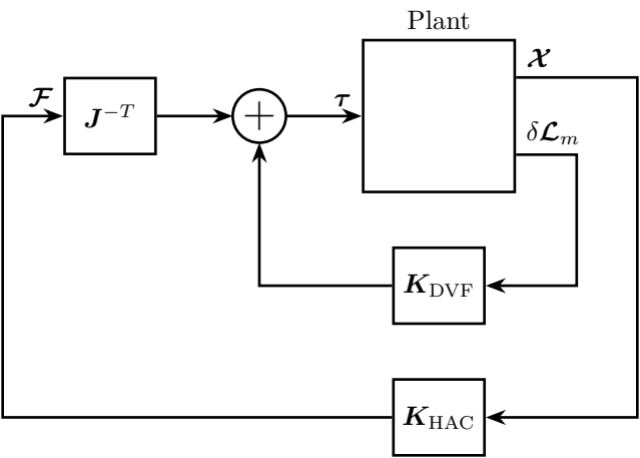 Plant
𝓕
J^{-T}
+
τ
𝓧
δ𝓛_m
K_DVF
K_HAC